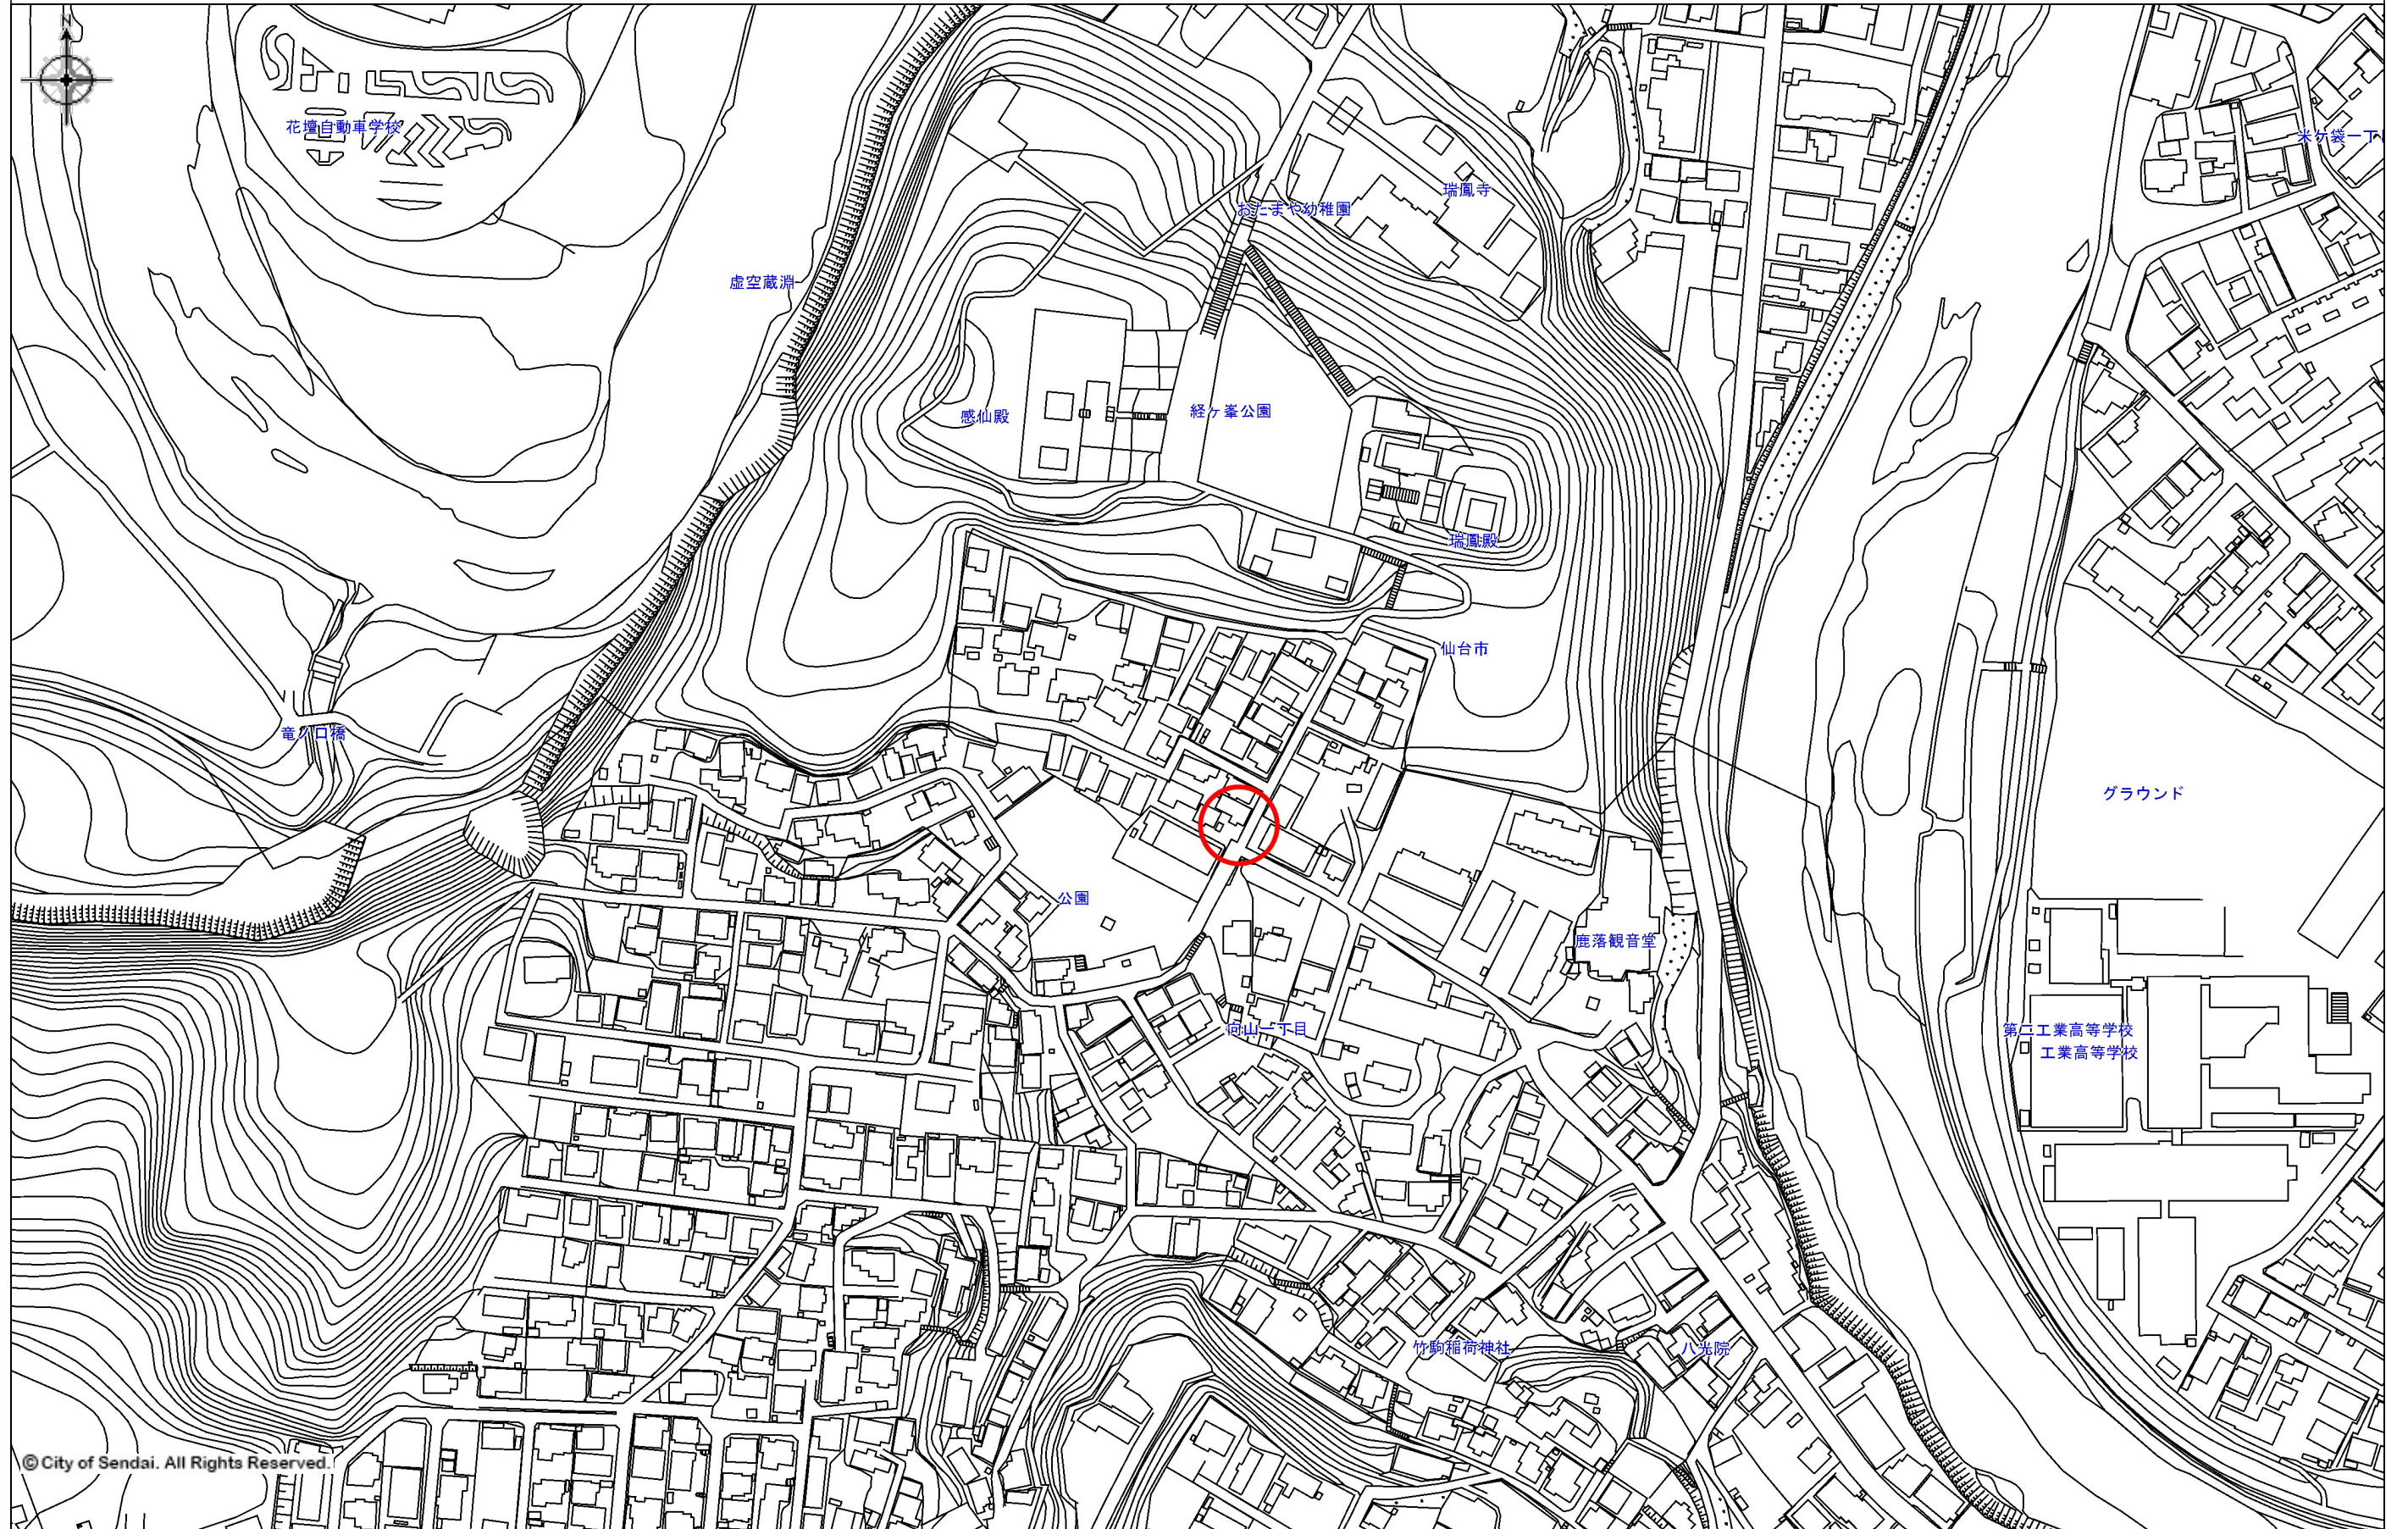 N
花壇自動車学校
米ケ袋一丁目
瑞鳳寺
おたまや幼稚園
虚空蔵淵
経ケ峯公園
感仙殿
瑞鳳殿
仙台市
竜ノ口橋
グラウンド
公園
鹿落観音堂
向山一丁目
第二工業高等学校
工業高等学校
竹駒稲荷神社
八光院
©City of Sendai. All Rights Reserved.